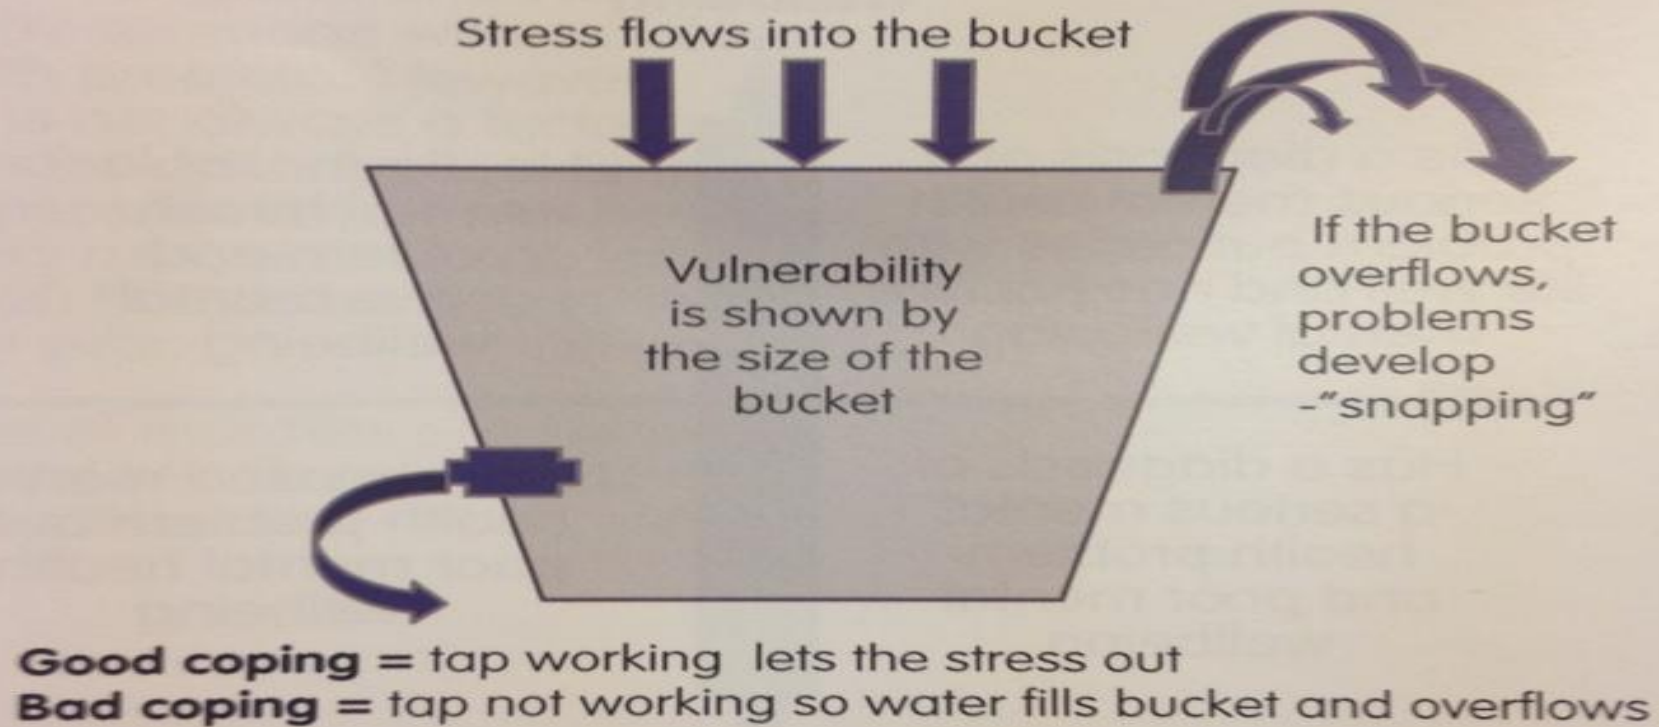 Stress flows into the bucket
Vulnerability
is shown by
the size of the
bucket
If the bucket
overflows,
problems
develop
-"snapping"
Good coping = tap working lets the stress out
Bad coping = tap not working so water fills bucket and overflows